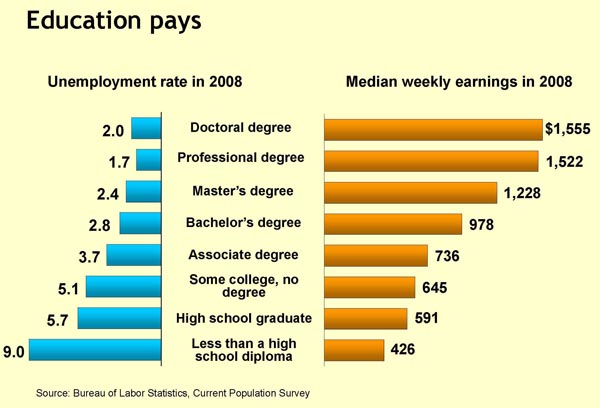 Education pays
Unemployment rate in 2008
Median weekly earnings in 2008
2.0 Doctoral degree $1,555
1.7 Professional degree 1,522
2.4 Master's degree 1,228
2.8 Bachelor's degree 978
3.7 Associate degree 736
5.1 Some college, no
degree 645
5.7 High school graduate 591
9.0 Less than a high
school diploma 426
Source: Bureau of Labor Statistics, Current Population Survey